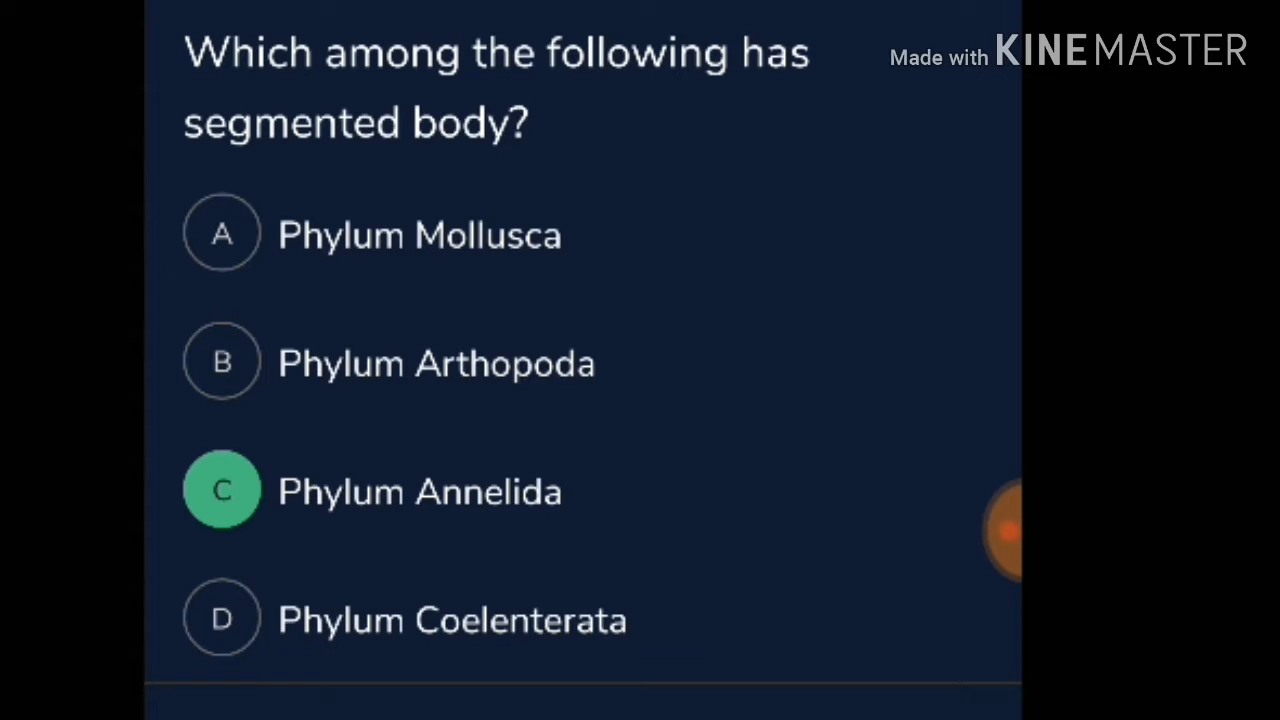 Which among the following has
Made with KINEMASTER
segmented body?
A Phylum Mollusca
B Phylum Arthopoda
C Phylum Annelida
D Phylum Coelenterata